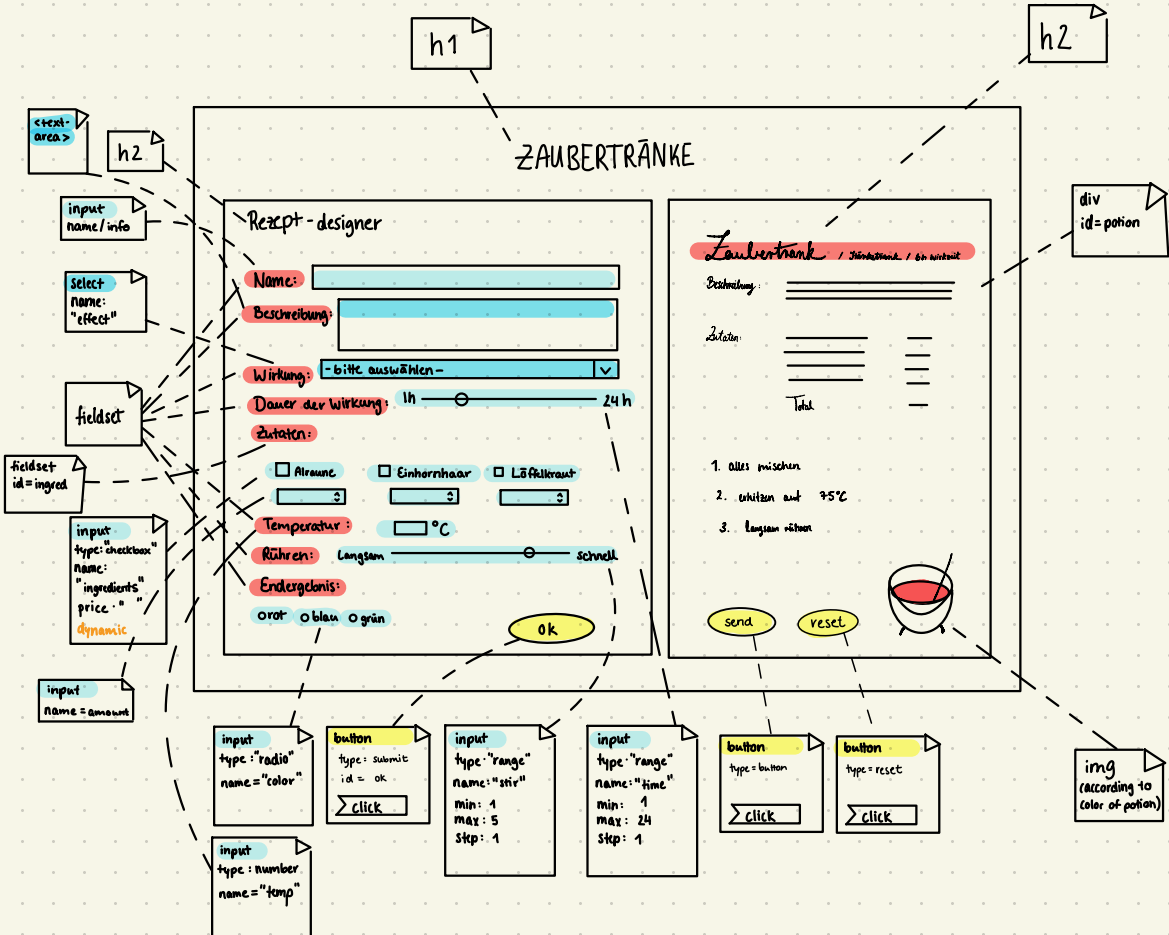 h1
h2
<text-
area>
h2
ZAUBERTRÄNKE
input
name/info
div
id=potion
Rezept-designer
Zaubertrank / Stärketrank / 6h wirksam
select
name:
"effect"
Name:
Beschreibung:
Beschreibung:
Wirkung:
-bitte auswählen-
Zutaten:
fieldset
Dauer der Wirkung:
1h
24h
Total
Zutaten:
fieldset
id=ingred
Alraune
Einhornhaar
Löffelkraut
1. alles mischen
2. erhitzen auf 75°C
3. langsam rühren
input
type:"checkbox"
name:
"ingredients"
price:" "
dynamic
Temperatur:
°C
Rühren:
langsam
schnell
Endergebnis:
rot
blau
grün
ok
send
reset
input
name=amount
input
type:"radio"
name="color"
button
type: submit
id= ok
click
input
type:"range"
name:"stir"
min: 1
max: 5
step: 1
input
type:"range"
name:"time"
min: 1
max: 24
step: 1
button
type=button
click
button
type=reset
click
img
(according to
color of potion)
input
type: number
name="temp"